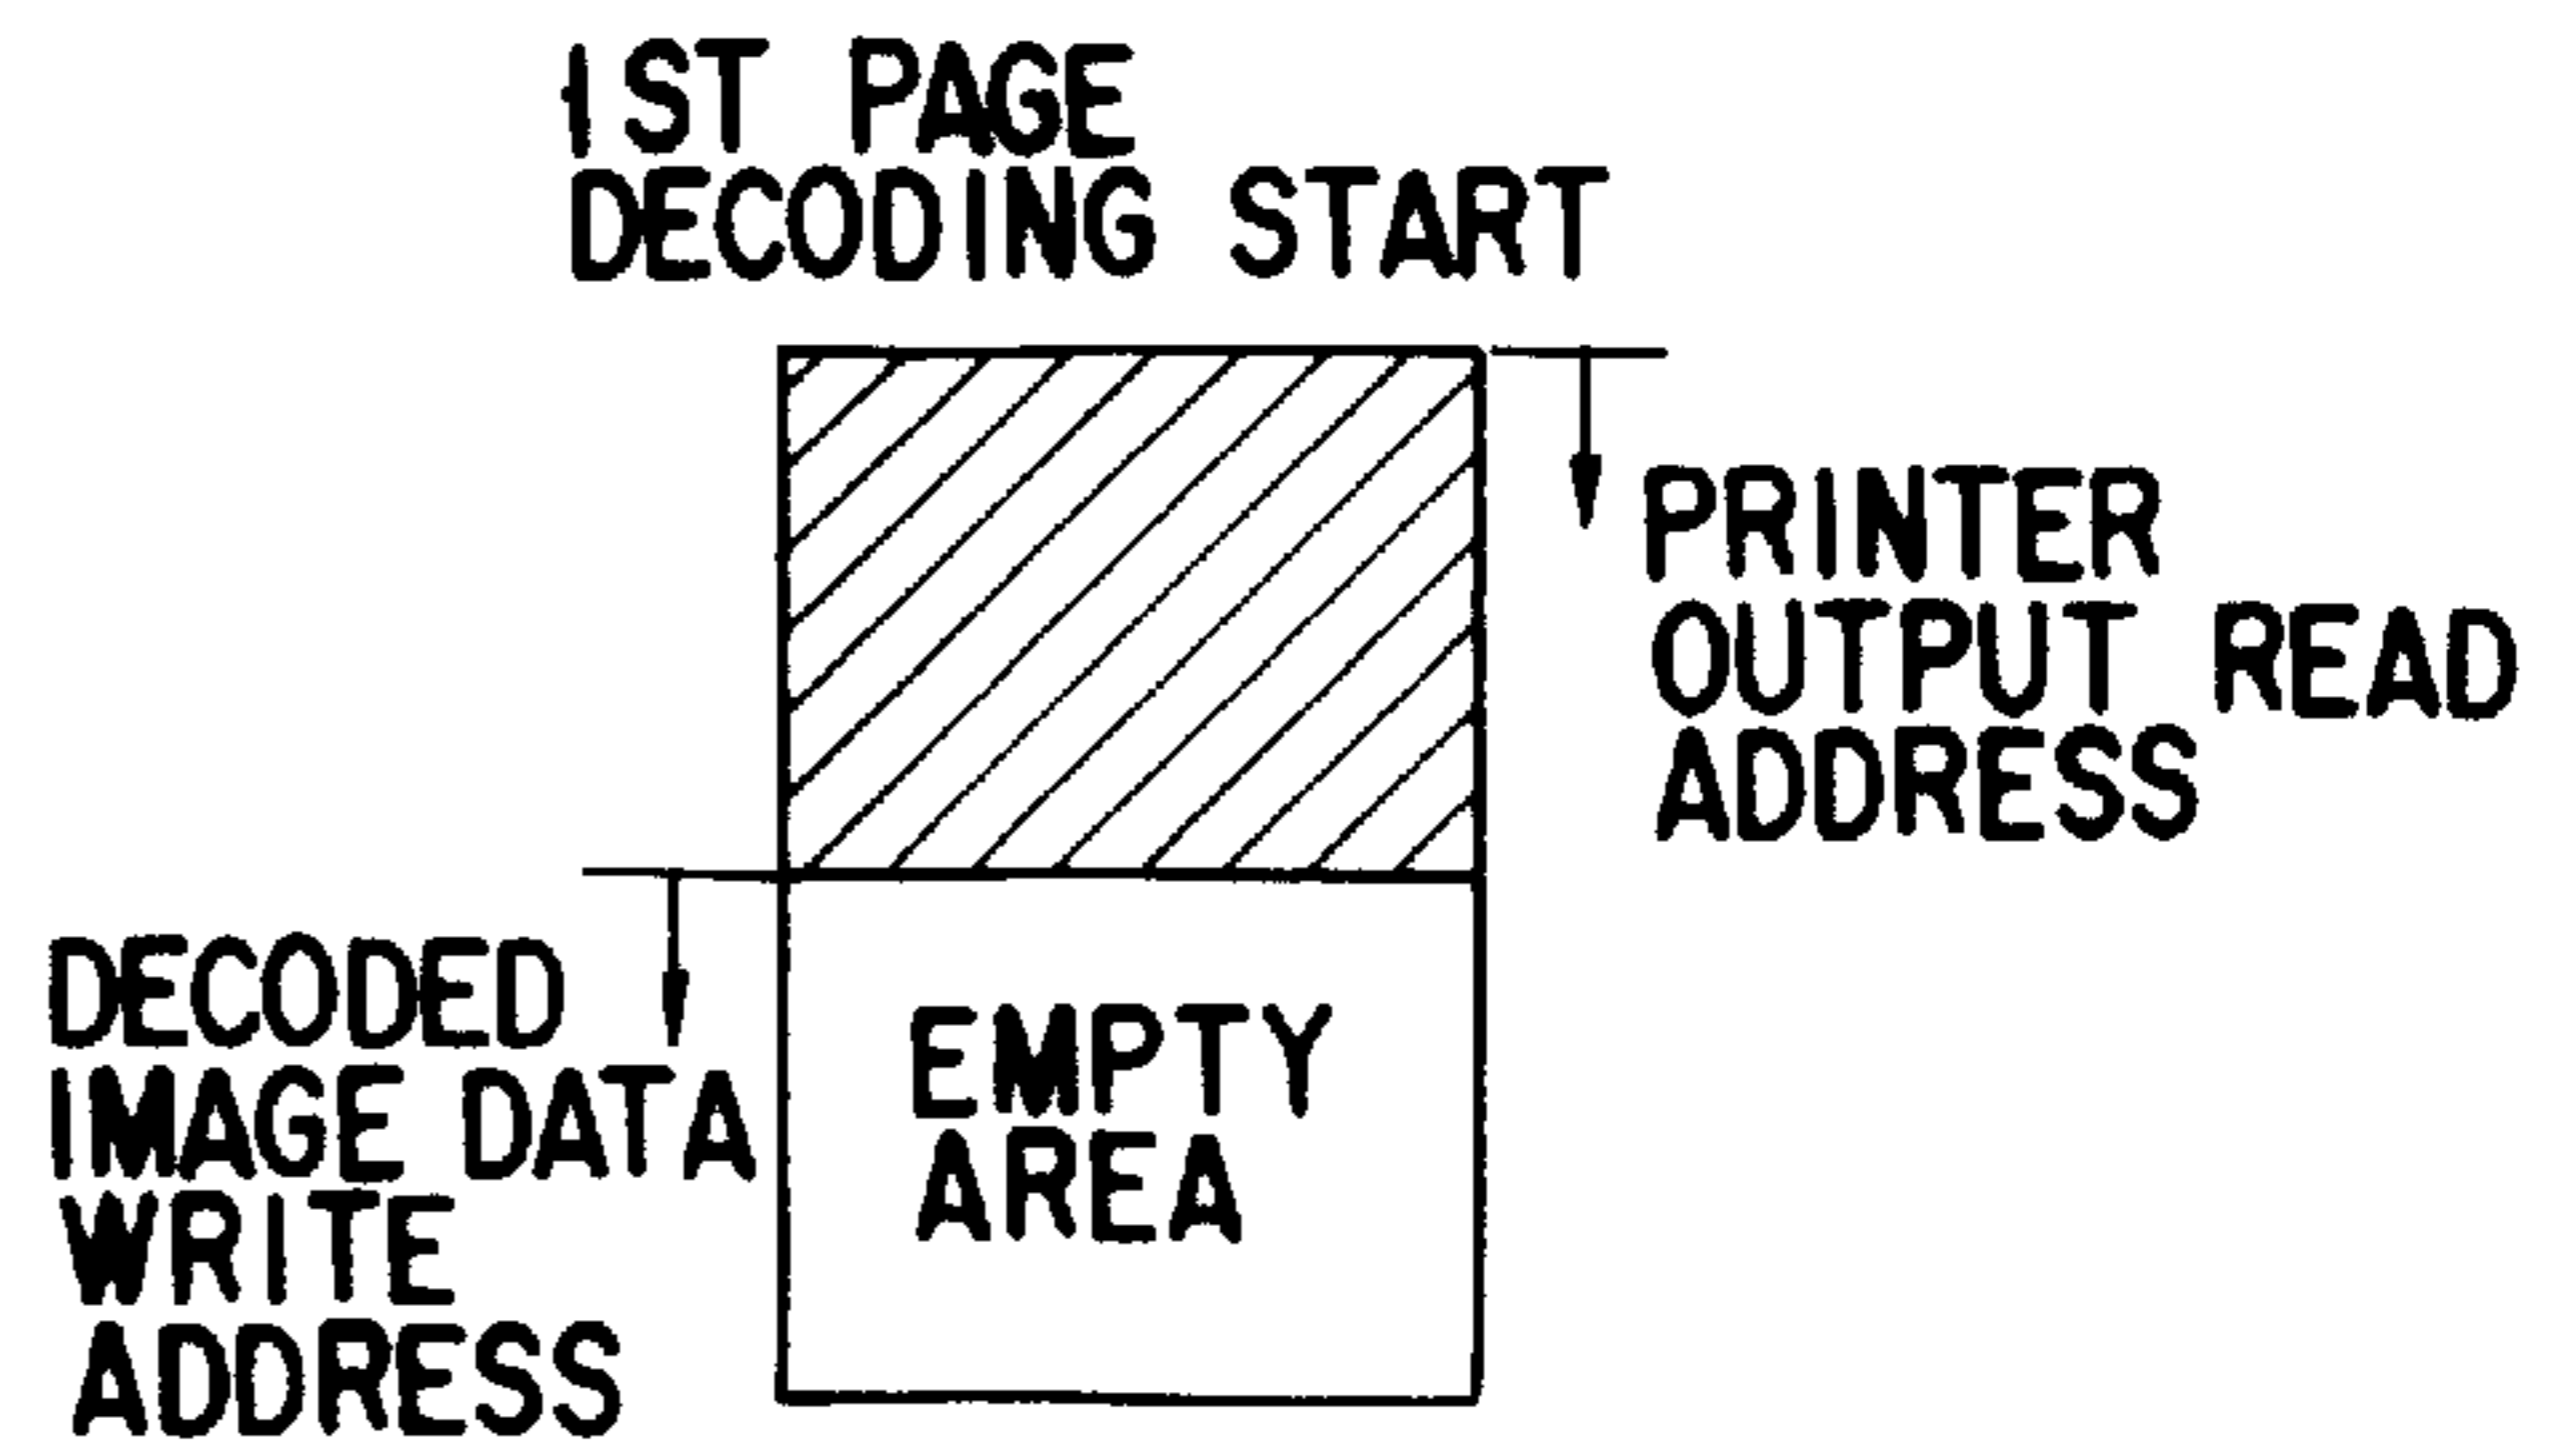 1ST PAGE
DECODING START
PRINTER
OUTPUT READ
ADDRESS
DECODED
IMAGE DATA
WRITE
ADDRESS
EMPTY
AREA